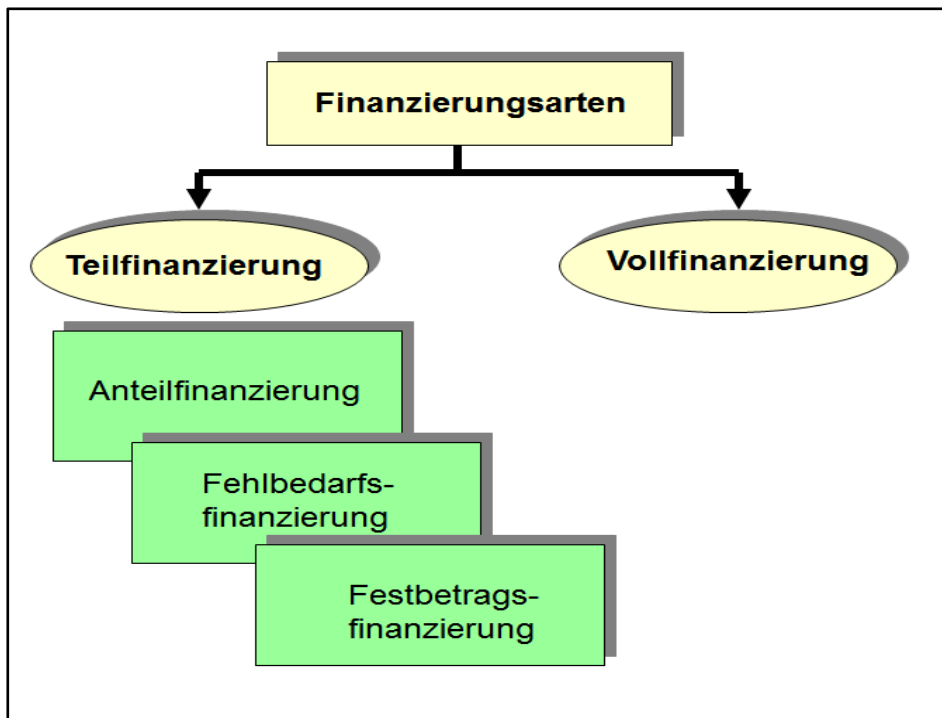 Finanzierungsarten
Teilfinanzierung
Vollfinanzierung
Anteilfinanzierung
Fehlbedarfs-
finanzierung
Festbetrags-
finanzierung